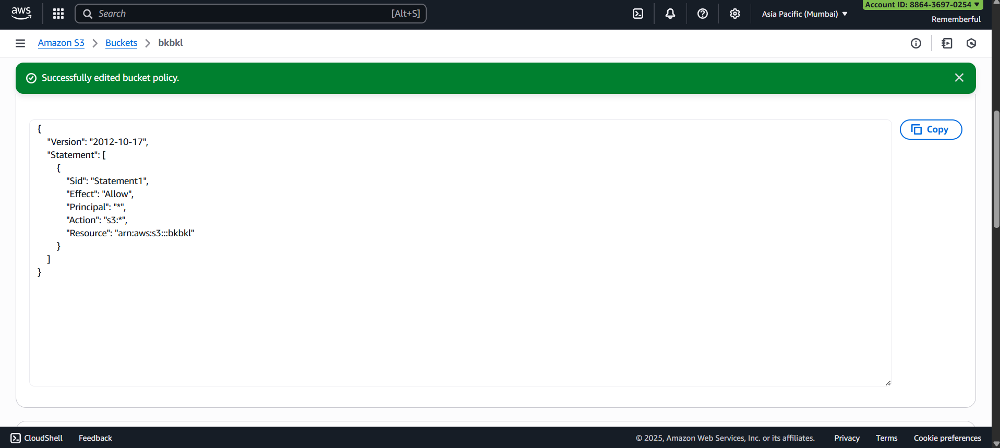 aws
Search [Alt+S]
Asia Pacific (Mumbai)
Account ID: 8864-3697-0254
Rememberful
Amazon S3 > Buckets > bkbkl
Successfully edited bucket policy.
Copy
{
"Version": "2012-10-17",
"Statement": [
{
"Sid": "Statement1",
"Effect": "Allow",
"Principal": "*",
"Action": "s3:*",
"Resource": "arn:aws:s3:::bkbkl"
}
]
}
CloudShell Feedback © 2025, Amazon Web Services, Inc. or its affiliates. Privacy Terms Cookie preferences